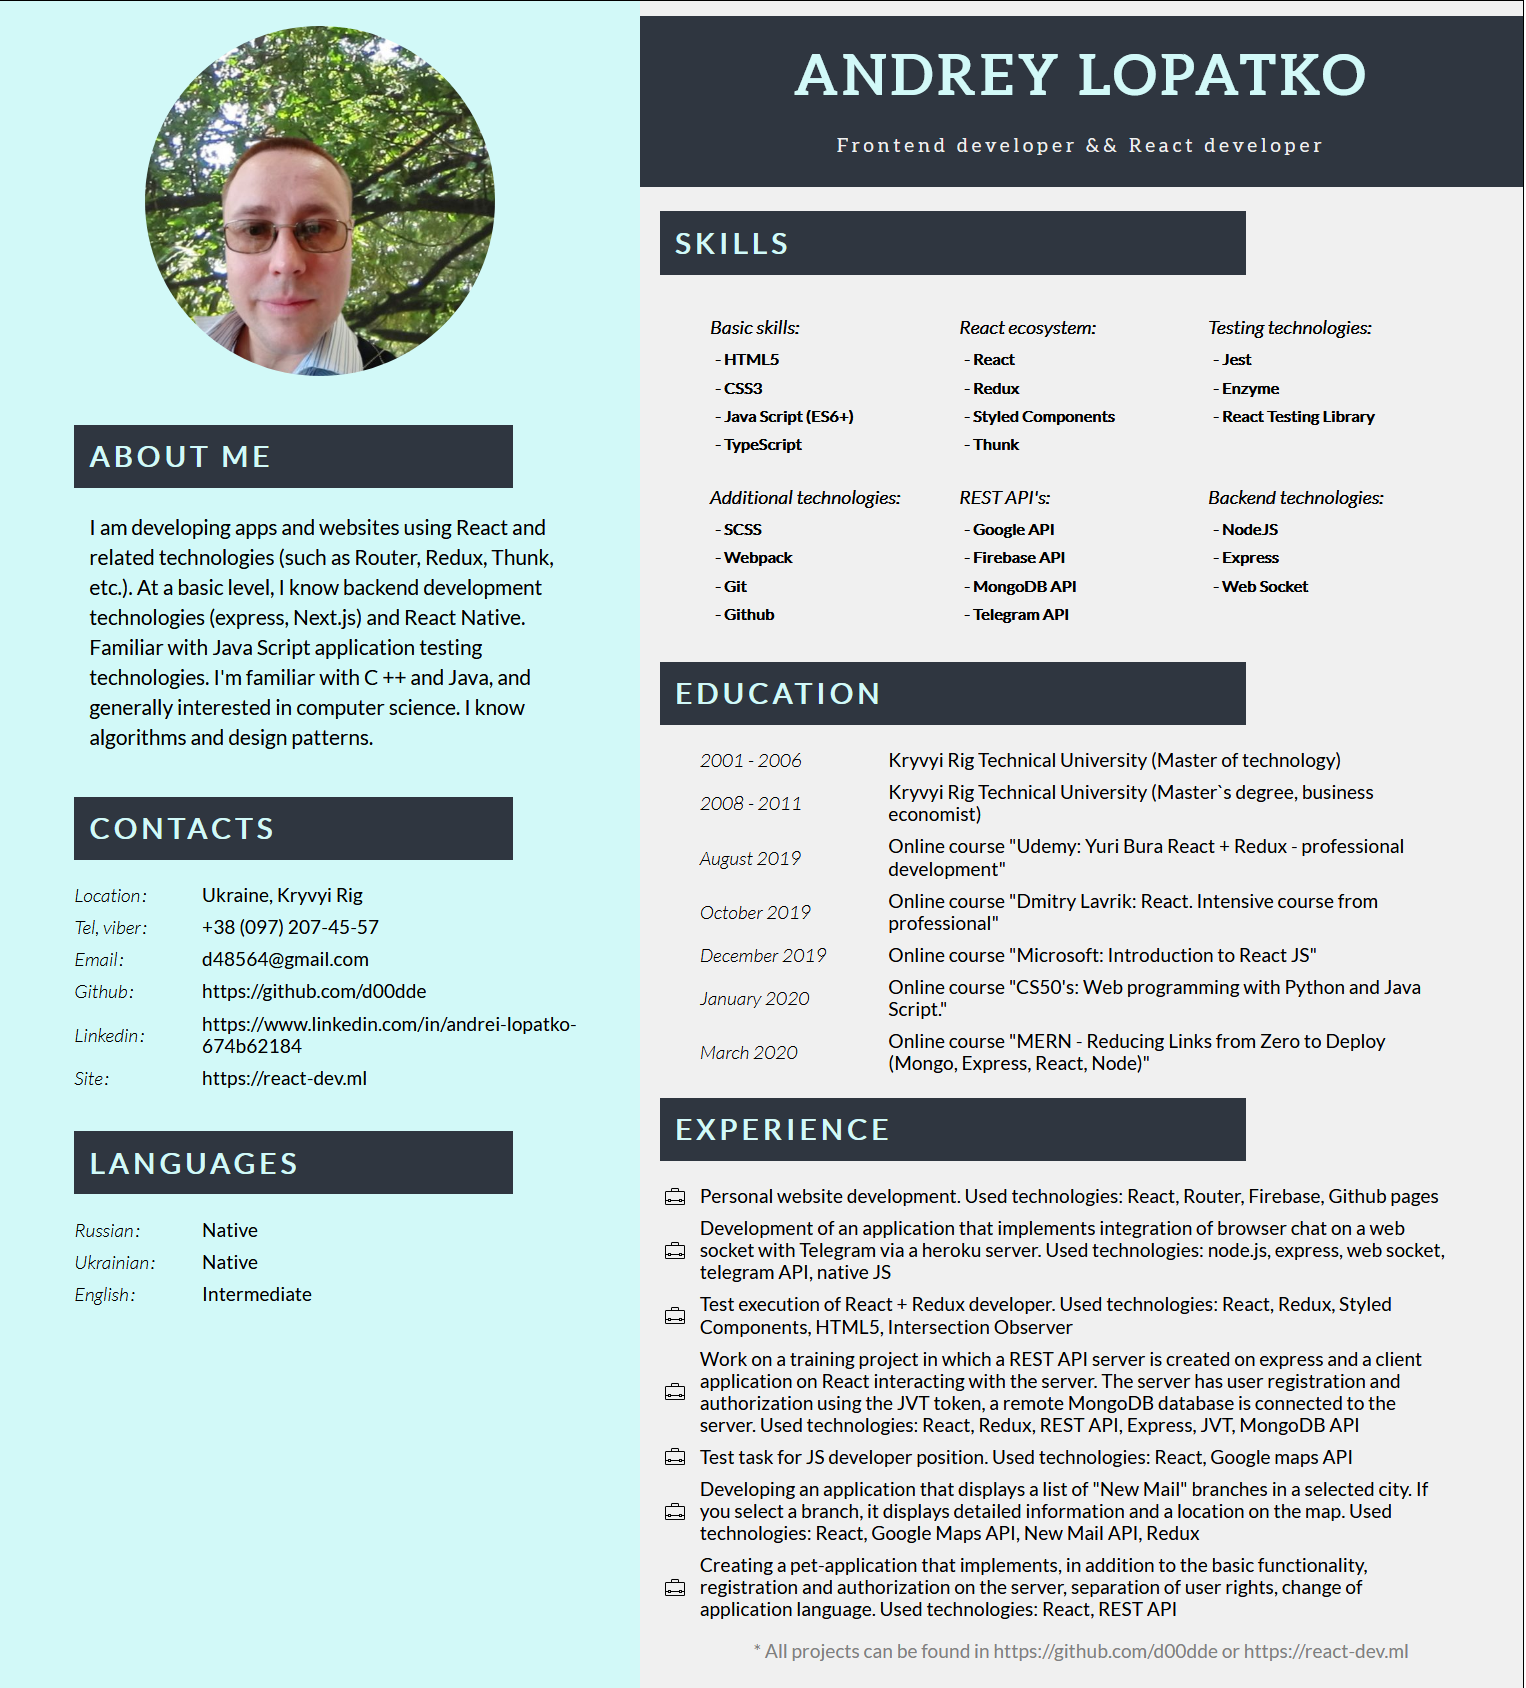 ANDREY LOPATKO
Frontend developer && React developer
ABOUT ME
I am developing apps and websites using React and
related technologies (such as Router, Redux, Thunk,
etc.). At a basic level, I know backend development
technologies (express, Next.js) and React Native.
Familiar with Java Script application testing
technologies. I'm familiar with C ++ and Java, and
generally interested in computer science. I know
algorithms and design patterns.
CONTACTS
Location: Ukraine, Kryvyi Rig
Tel, viber: +38 (097) 207-45-57
Email: d48564@gmail.com
Github: https://github.com/d00dde
Linkedin: https://www.linkedin.com/in/andrei-lopatko-
674b62184
Site: https://react-dev.ml
LANGUAGES
Russian: Native
Ukrainian: Native
English: Intermediate
SKILLS
Basic skills:
- HTML5
- CSS3
- Java Script (ES6+)
- TypeScript
React ecosystem:
- React
- Redux
- Styled Components
- Thunk
Testing technologies:
- Jest
- Enzyme
- React Testing Library
Additional technologies:
- SCSS
- Webpack
- Git
- Github
REST API's:
- Google API
- Firebase API
- MongoDB API
- Telegram API
Backend technologies:
- NodeJS
- Express
- Web Socket
EDUCATION
2001 - 2006 Kryvyi Rig Technical University (Master of technology)
2008 - 2011 Kryvyi Rig Technical University (Master`s degree, business
economist)
August 2019 Online course "Udemy: Yuri Bura React + Redux - professional
development"
October 2019 Online course "Dmitry Lavrik: React. Intensive course from
professional"
December 2019 Online course "Microsoft: Introduction to React JS"
January 2020 Online course "CS50's: Web programming with Python and Java
Script."
March 2020 Online course "MERN - Reducing Links from Zero to Deploy
(Mongo, Express, React, Node)"
EXPERIENCE
Personal website development. Used technologies: React, Router, Firebase, Github pages
Development of an application that implements integration of browser chat on a web
socket with Telegram via a heroku server. Used technologies: node.js, express, web socket,
telegram API, native JS
Test execution of React + Redux developer. Used technologies: React, Redux, Styled
Components, HTML5, Intersection Observer
Work on a training project in which a REST API server is created on express and a client
application on React interacting with the server. The server has user registration and
authorization using the JVT token, a remote MongoDB database is connected to the
server. Used technologies: React, Redux, REST API, Express, JVT, MongoDB API
Test task for JS developer position. Used technologies: React, Google maps API
Developing an application that displays a list of "New Mail" branches in a selected city. If
you select a branch, it displays detailed information and a location on the map. Used
technologies: React, Google Maps API, New Mail API, Redux
Creating a pet-application that implements, in addition to the basic functionality,
registration and authorization on the server, separation of user rights, change of
application language. Used technologies: React, REST API
* All projects can be found in https://github.com/d00dde or https://react-dev.ml